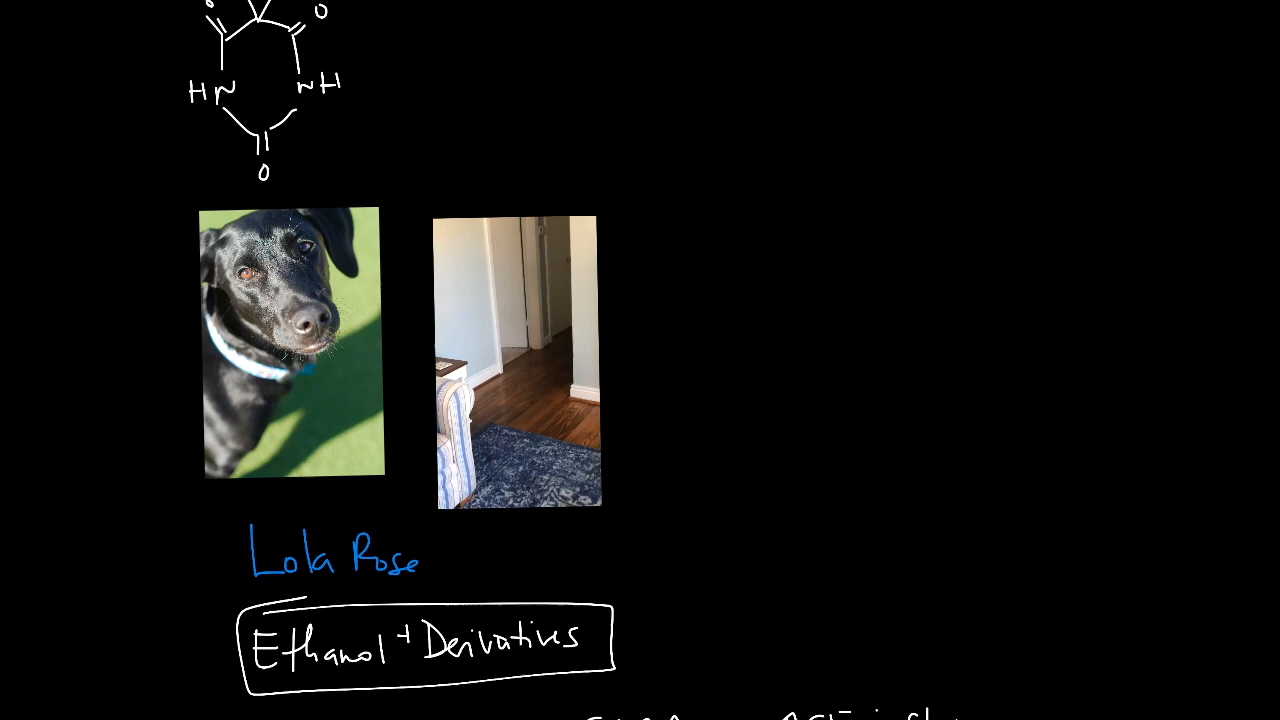 O
HN
NH
O
Lola Rose
Ethanol + Derivatives